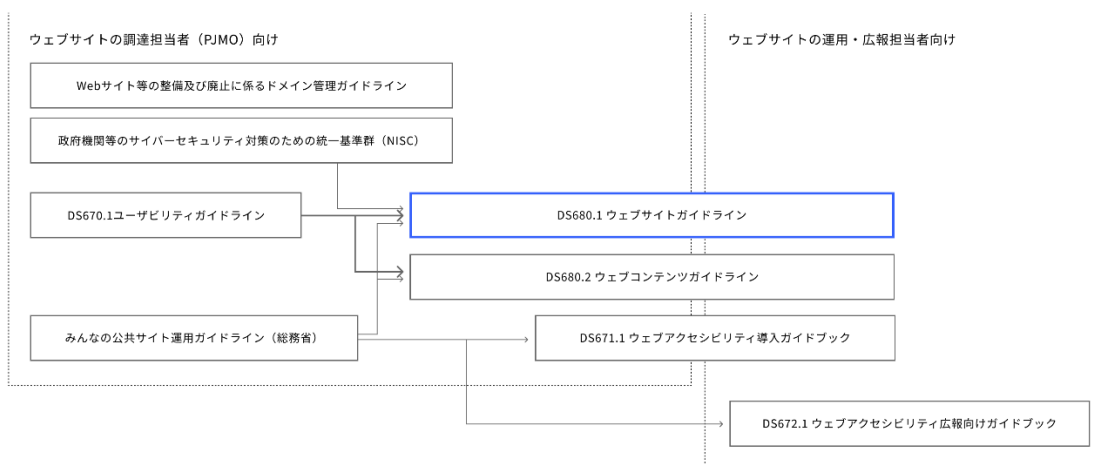 ウェブサイトの調達担当者（PJMO）向け
ウェブサイトの運用・広報担当者向け
Webサイト等の整備及び廃止に係るドメイン管理ガイドライン
政府機関等のサイバーセキュリティ対策のための統一基準群（NISC）
DS670.1ユーザビリティガイドライン
DS680.1 ウェブサイトガイドライン
DS680.2 ウェブコンテンツガイドライン
みんなの公共サイト運用ガイドライン（総務省）
DS671.1 ウェブアクセシビリティ導入ガイドブック
DS672.1 ウェブアクセシビリティ広報向けガイドブック